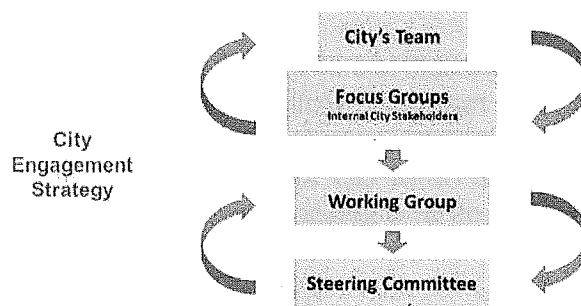 City's Team
Focus Groups
Internal City Stakeholders
City
Engagement
Strategy
Working Group
Steering Committee